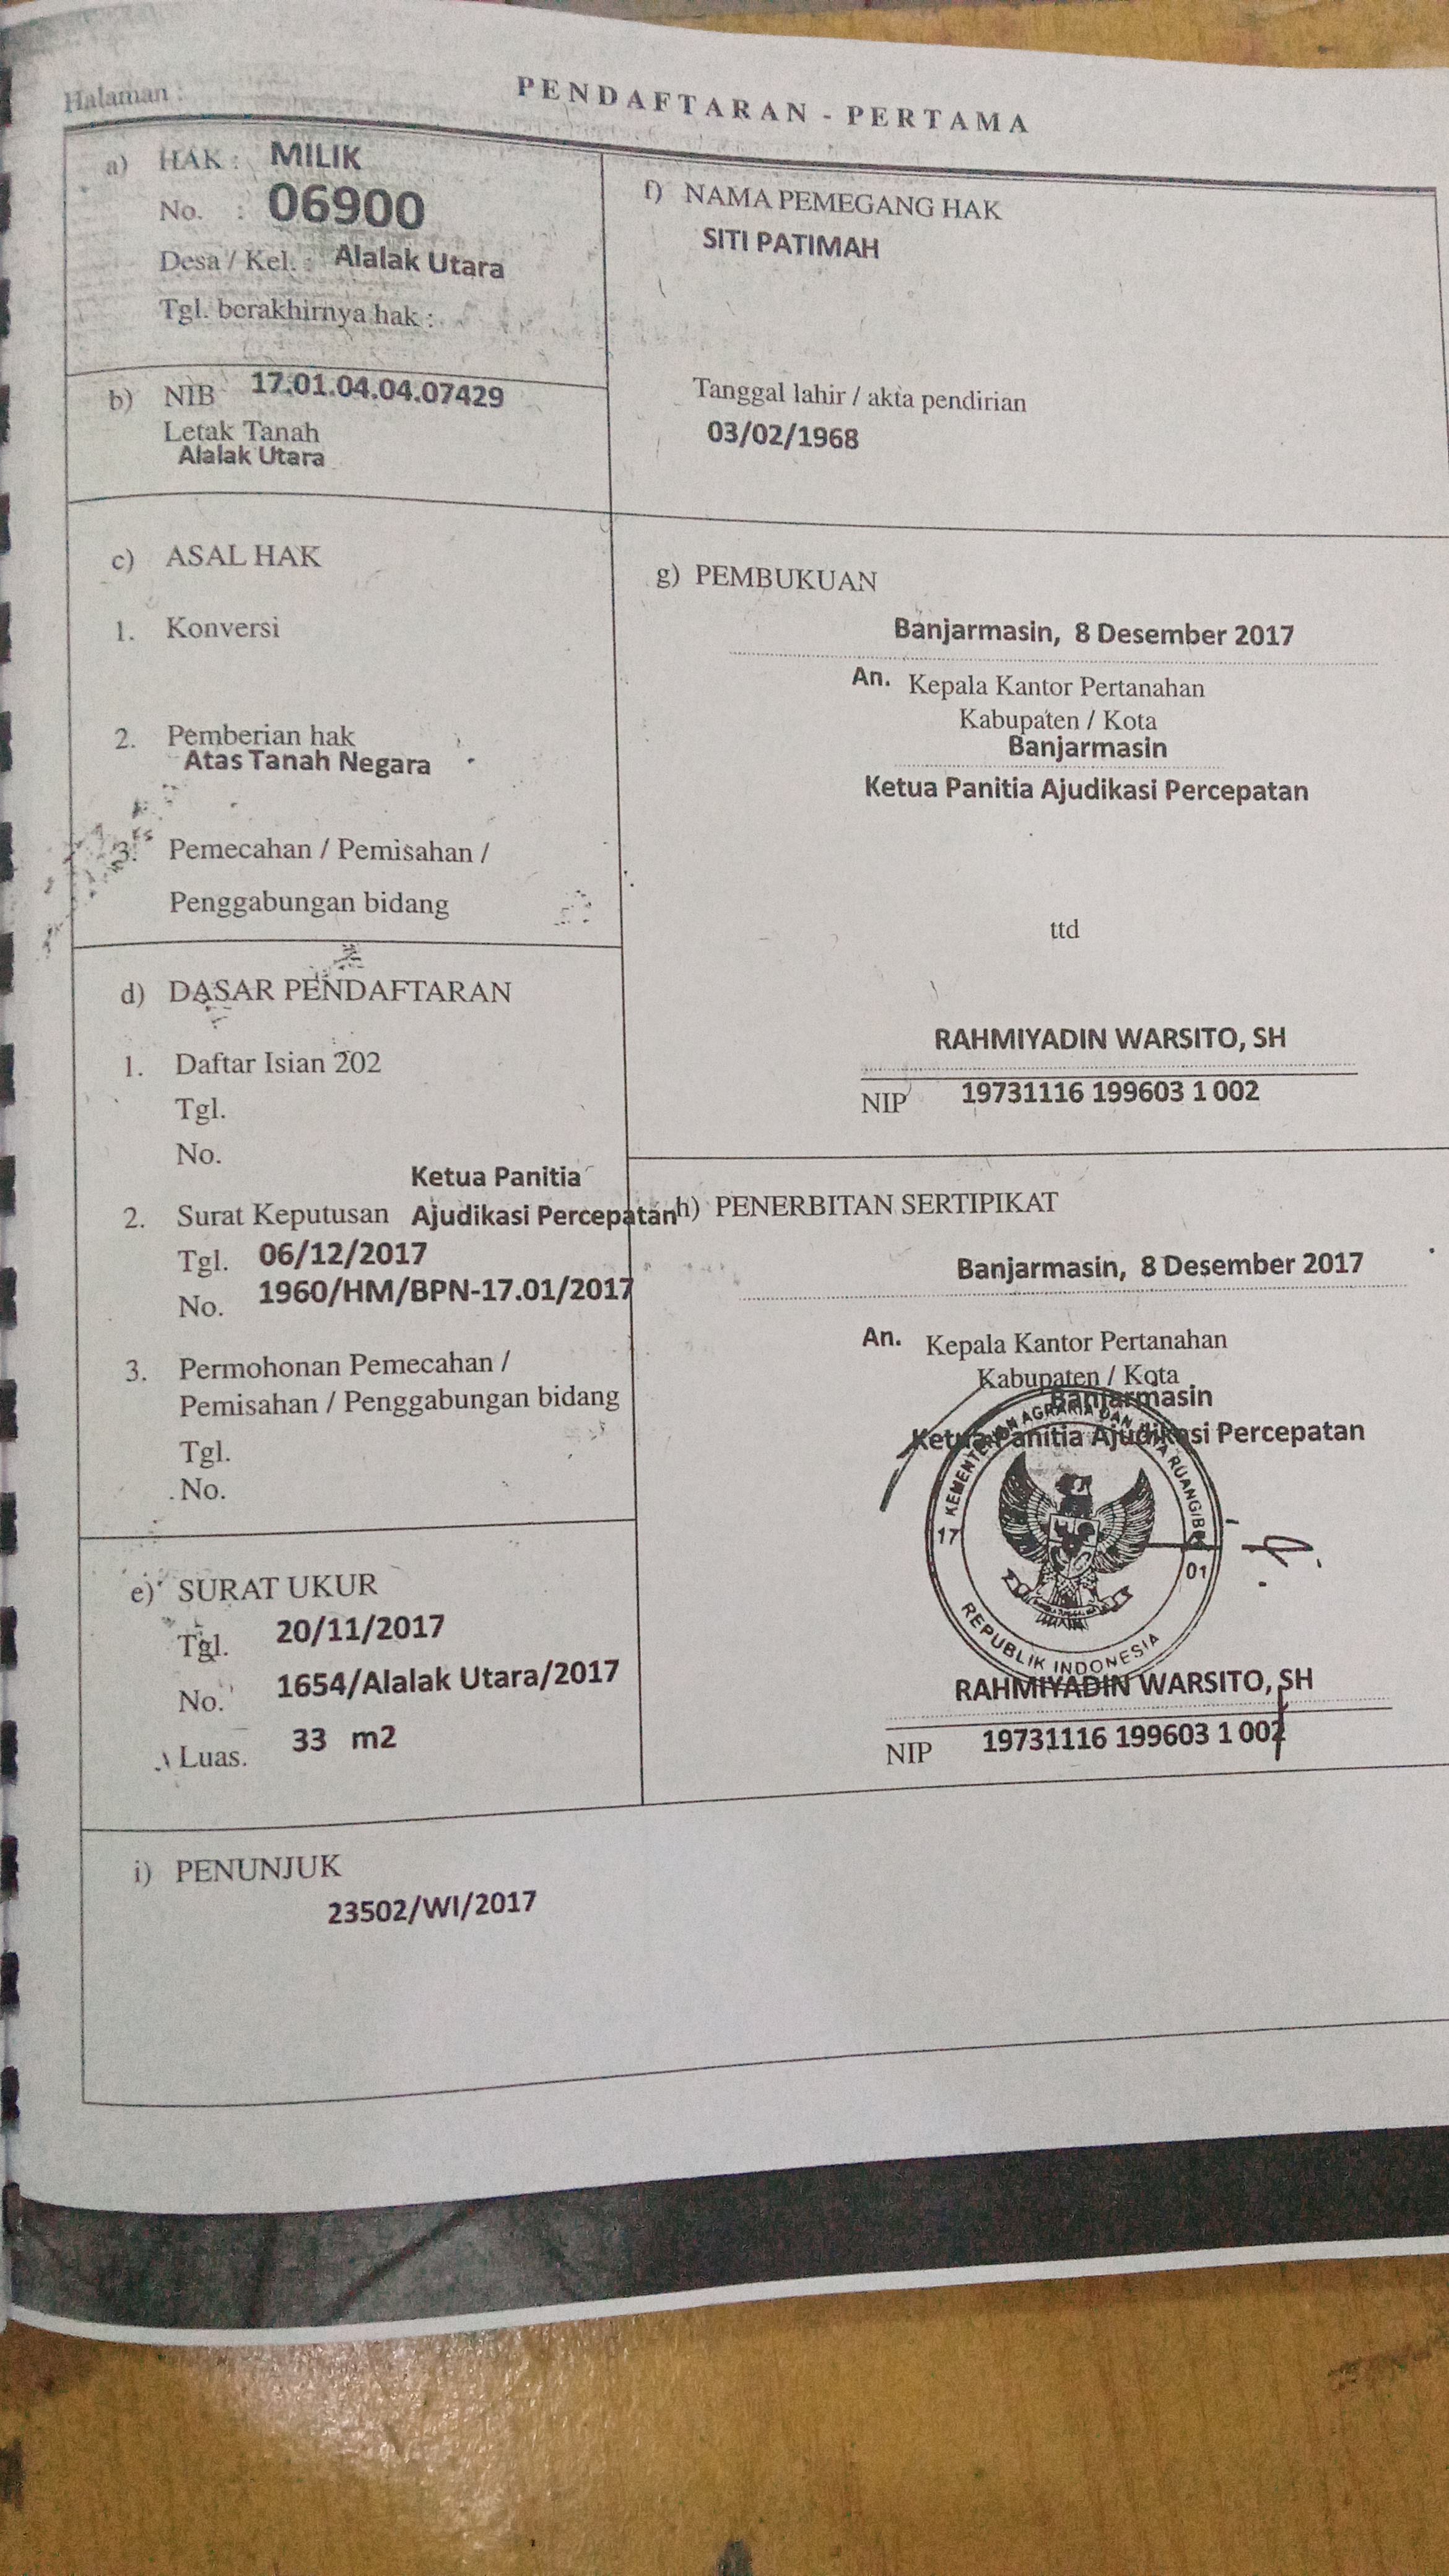 Halaman :
PENDAFTARAN - PERTAMA
a) HAK : MILIK
No. : 06900
Desa / Kel. : Alalak Utara
Tgl. berakhirnya hak :
b) NIB 17.01.04.04.07429
Letak Tanah
Alalak Utara
c) ASAL HAK
1. Konversi
2. Pemberian hak
Atas Tanah Negara
3. Pemecahan / Pemisahan /
Penggabungan bidang
d) DASAR PENDAFTARAN
1. Daftar Isian 202
Tgl.
No.
Ketua Panitia
2. Surat Keputusan Ajudikasi Percepatan
Tgl. 06/12/2017
No. 1960/HM/BPN-17.01/2017
3. Permohonan Pemecahan /
Pemisahan / Penggabungan bidang
Tgl.
No.
e) SURAT UKUR
Tgl. 20/11/2017
No. 1654/Alalak Utara/2017
Luas. 33 m2
f) NAMA PEMEGANG HAK
SITI PATIMAH
Tanggal lahir / akta pendirian
03/02/1968
g) PEMBUKUAN
Banjarmasin, 8 Desember 2017
An. Kepala Kantor Pertanahan
Kabupaten / Kota
Banjarmasin
Ketua Panitia Ajudikasi Percepatan
ttd
RAHMIYADIN WARSITO, SH
NIP 19731116 199603 1 002
h) PENERBITAN SERTIPIKAT
Banjarmasin, 8 Desember 2017
An. Kepala Kantor Pertanahan
Kabupaten / Kota
Banjarmasin
Ketua Panitia Ajudikasi Percepatan
AGRARIA DAN
17
01
REPUBLIK INDONESIA
RAHMIYADIN WARSITO, SH
NIP 19731116 199603 1 002
i) PENUNJUK
23502/WI/2017